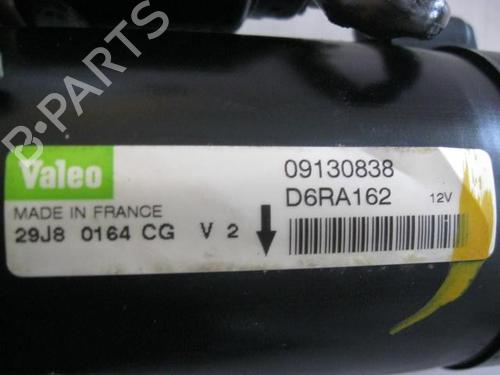 B-PARTS
Valeo
09130838
D6RA162 12V
MADE IN FRANCE
29J8 0164 CG V 2